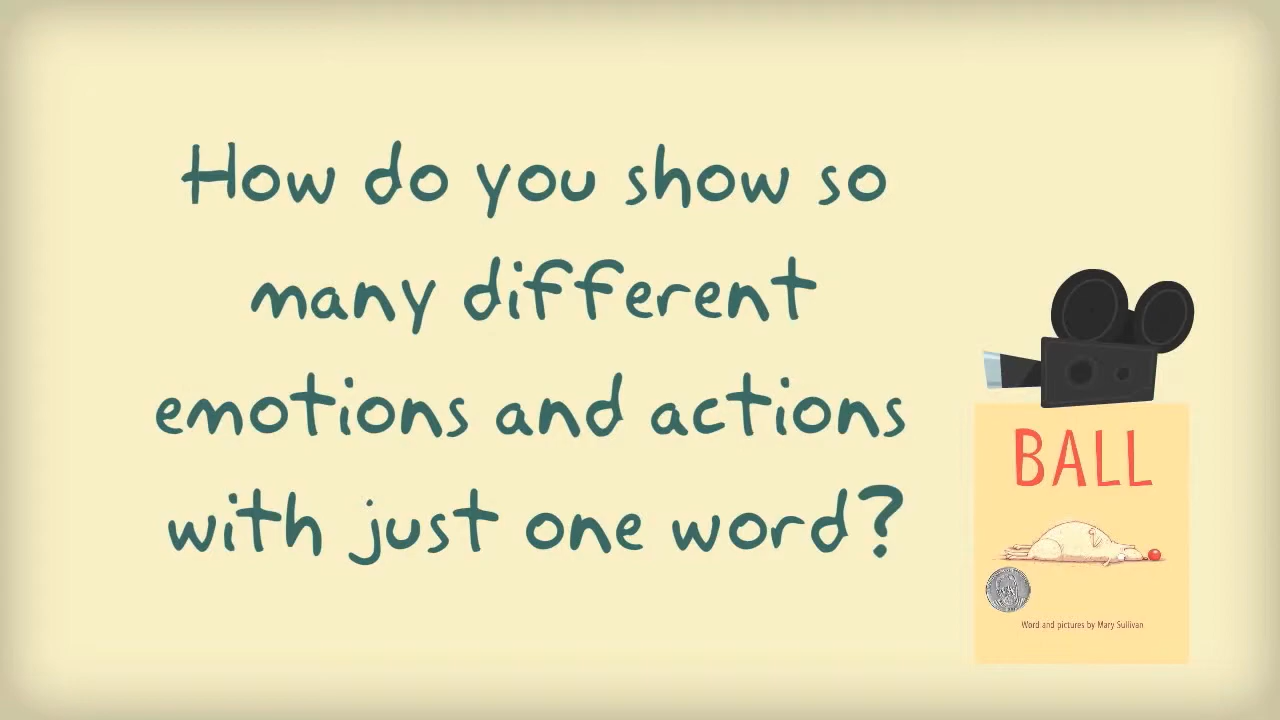 How do you show so
many different
emotions and actions
with just one word?
BALL
Word and pictures by Mary Sullivan